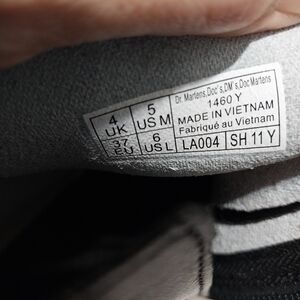 4 UK
5 US M
37 EU
6 US L
Dr. Martens,Doc's,DM's,Doc Martens
1460 Y
MADE IN VIETNAM
Fabriqué au Vietnam
LA004
SH 11 Y